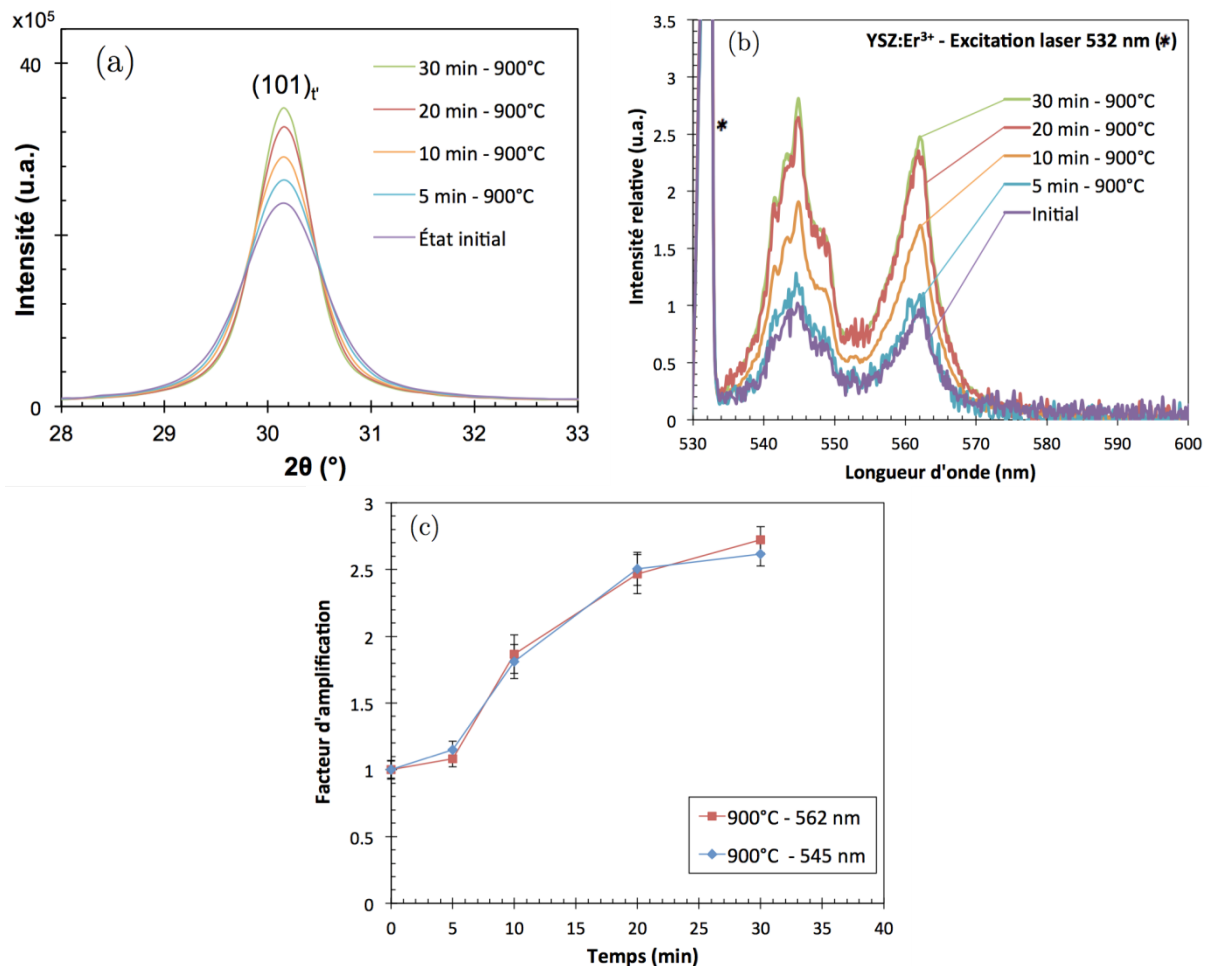 x10⁵
(a)
40
(101)t'
30 min - 900°C
20 min - 900°C
10 min - 900°C
5 min - 900°C
État initial
Intensité (u.a.)
0
28 29 30 31 32 33
2θ (°)
(b)
YSZ:Er³⁺ - Excitation laser 532 nm (*)
*
30 min - 900°C
20 min - 900°C
10 min - 900°C
5 min - 900°C
Initial
Intensité relative (u.a.)
3.5
3
2.5
2
1.5
1
0.5
0
530 540 550 560 570 580 590 600
Longueur d'onde (nm)
(c)
Facteur d'amplification
3
2.5
2
1.5
1
0.5
0
900°C - 562 nm
900°C - 545 nm
0 5 10 15 20 25 30 35 40
Temps (min)